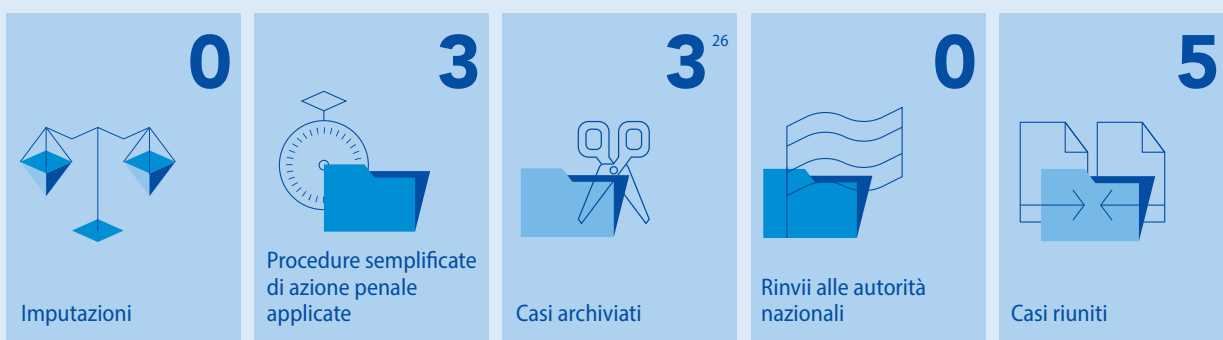 0
Imputazioni
3
Procedure semplificate
di azione penale
applicate
3 26
Casi archiviati
0
Rinvii alle autorità
nazionali
5
Casi riuniti